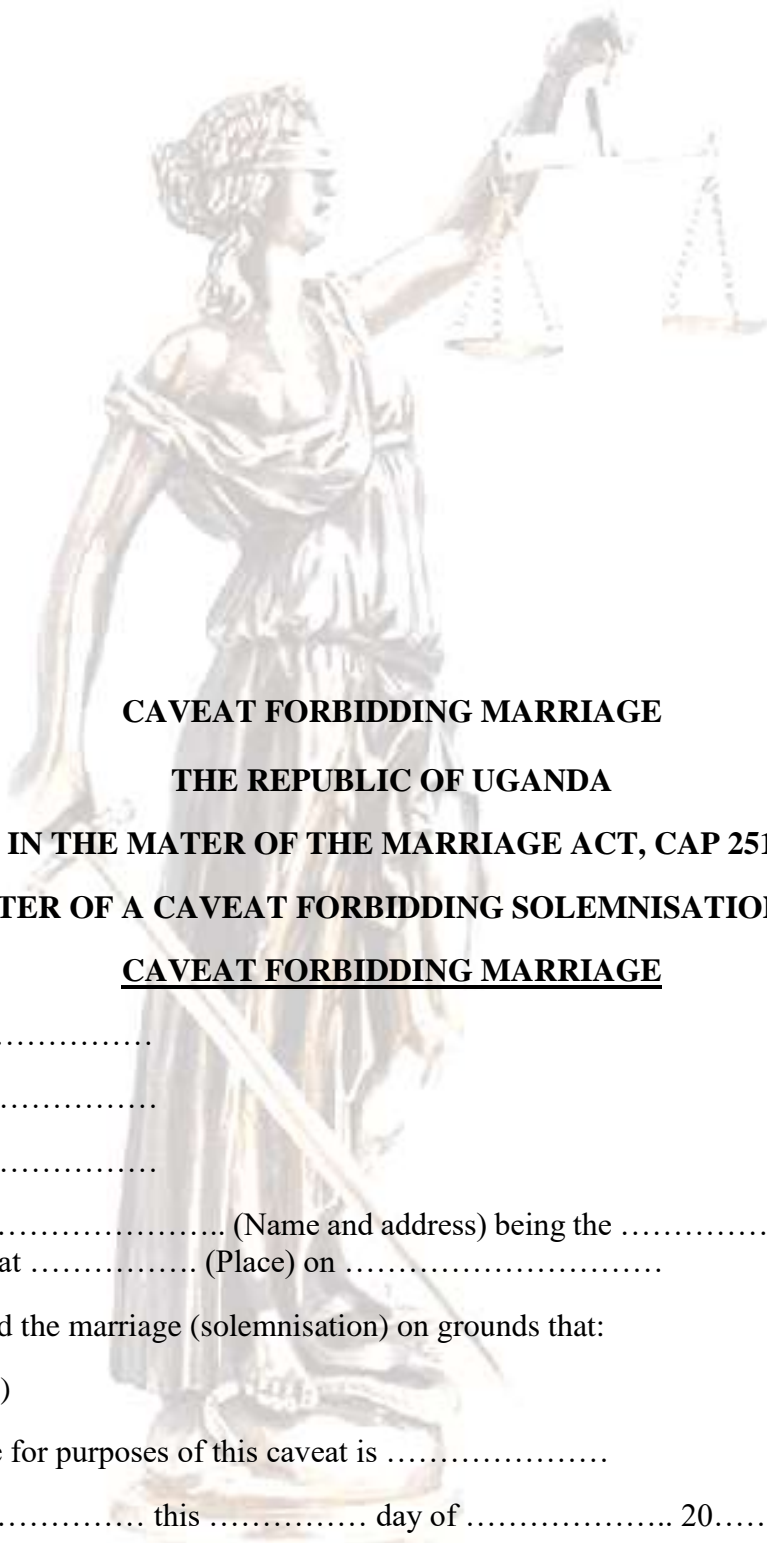 CAVEAT FORBIDDING MARRIAGE
THE REPUBLIC OF UGANDA
IN THE MATER OF THE MARRIAGE ACT, CAP 251
TER OF A CAVEAT FORBIDDING SOLEMNISATION
CAVEAT FORBIDDING MARRIAGE
……………
……………
……………
………………….. (Name and address) being the ……………
at ……………. (Place) on …………………………
d the marriage (solemnisation) on grounds that:
)
e for purposes of this caveat is …………………
…………… this …………… day of ……………….. 20……